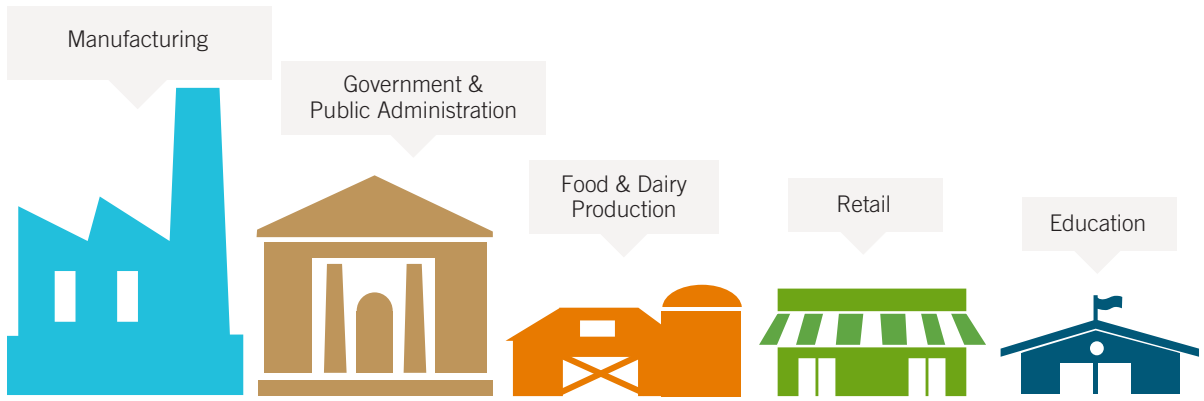 Manufacturing
Government &
Public Administration
Food & Dairy
Production
Retail
Education